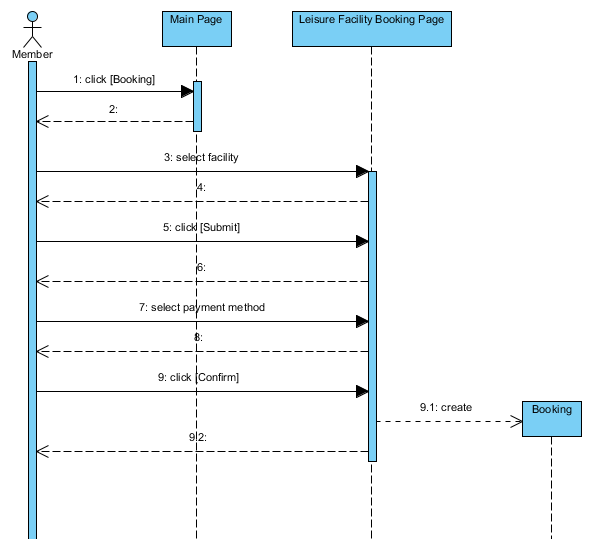 Main Page
Leisure Facility Booking Page
Member
1: click [Booking]
2:
3: select facility
4:
5: click [Submit]
6:
7: select payment method
8:
9: click [Confirm]
9.1: create
Booking
9.2: